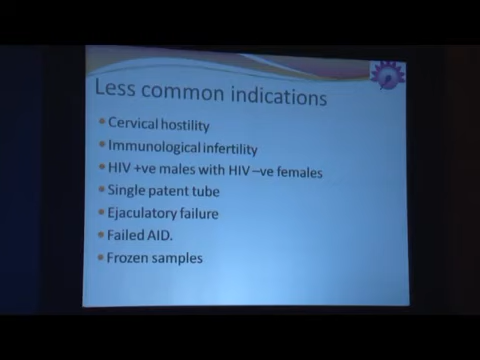 Less common indications
Cervical hostility
Immunological infertility
HIV +ve males with HIV –ve females
Single patent tube
Ejaculatory failure
Failed AID.
Frozen samples